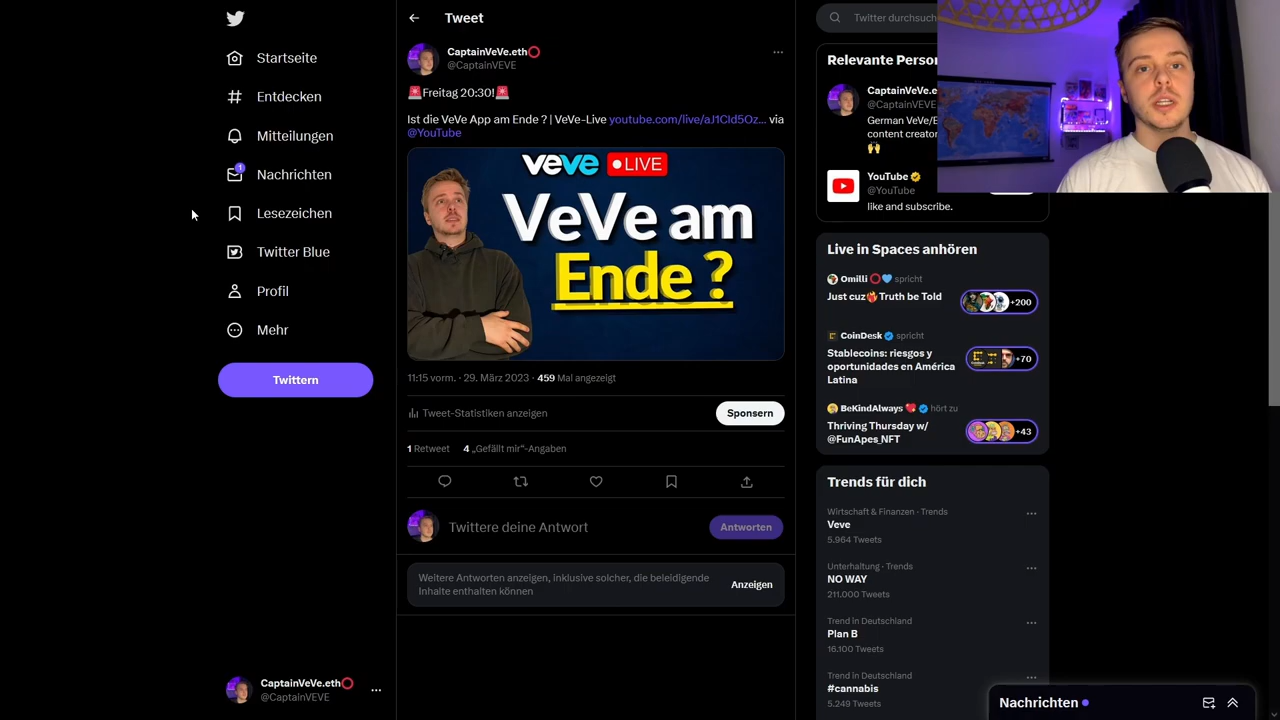 Startseite
Entdecken
Mitteilungen
1
Nachrichten
Lesezeichen
Twitter Blue
Profil
Mehr
Twittern
CaptainVeVe.eth⭕
@CaptainVEVE
Tweet
CaptainVeVe.eth⭕
@CaptainVEVE
🚨Freitag 20:30!🚨
Ist die VeVe App am Ende ? | VeVe-Live youtube.com/live/aJ1Cld5Oz... via
@YouTube
veve LIVE
VeVe am
Ende ?
11:15 vorm. · 29. März 2023 · 459 Mal angezeigt
Tweet-Statistiken anzeigen
Sponsern
1 Retweet 4 „Gefällt mir“-Angaben
Twittere deine Antwort
Antworten
Weitere Antworten anzeigen, inklusive solcher, die beleidigende
Inhalte enthalten können
Anzeigen
Twitter durchsuch
Relevante Person
CaptainVeVe.e
@CaptainVEVE
German VeVe/E
content creator
🙌
YouTube
@YouTube
like and subscribe.
Live in Spaces anhören
Omilli ⭕💙 spricht
Just cuz🔥Truth be Told
+200
CoinDesk spricht
Stablecoins: riesgos y
oportunidades en América
Latina
+70
BeKindAlways 💘 hört zu
Thriving Thursday w/
@FunApes_NFT
+43
Trends für dich
Wirtschaft & Finanzen · Trends
Veve
5.964 Tweets
Unterhaltung · Trends
NO WAY
211.000 Tweets
Trend in Deutschland
Plan B
16.100 Tweets
Trend in Deutschland
#cannabis
5.249 Tweets
Nachrichten